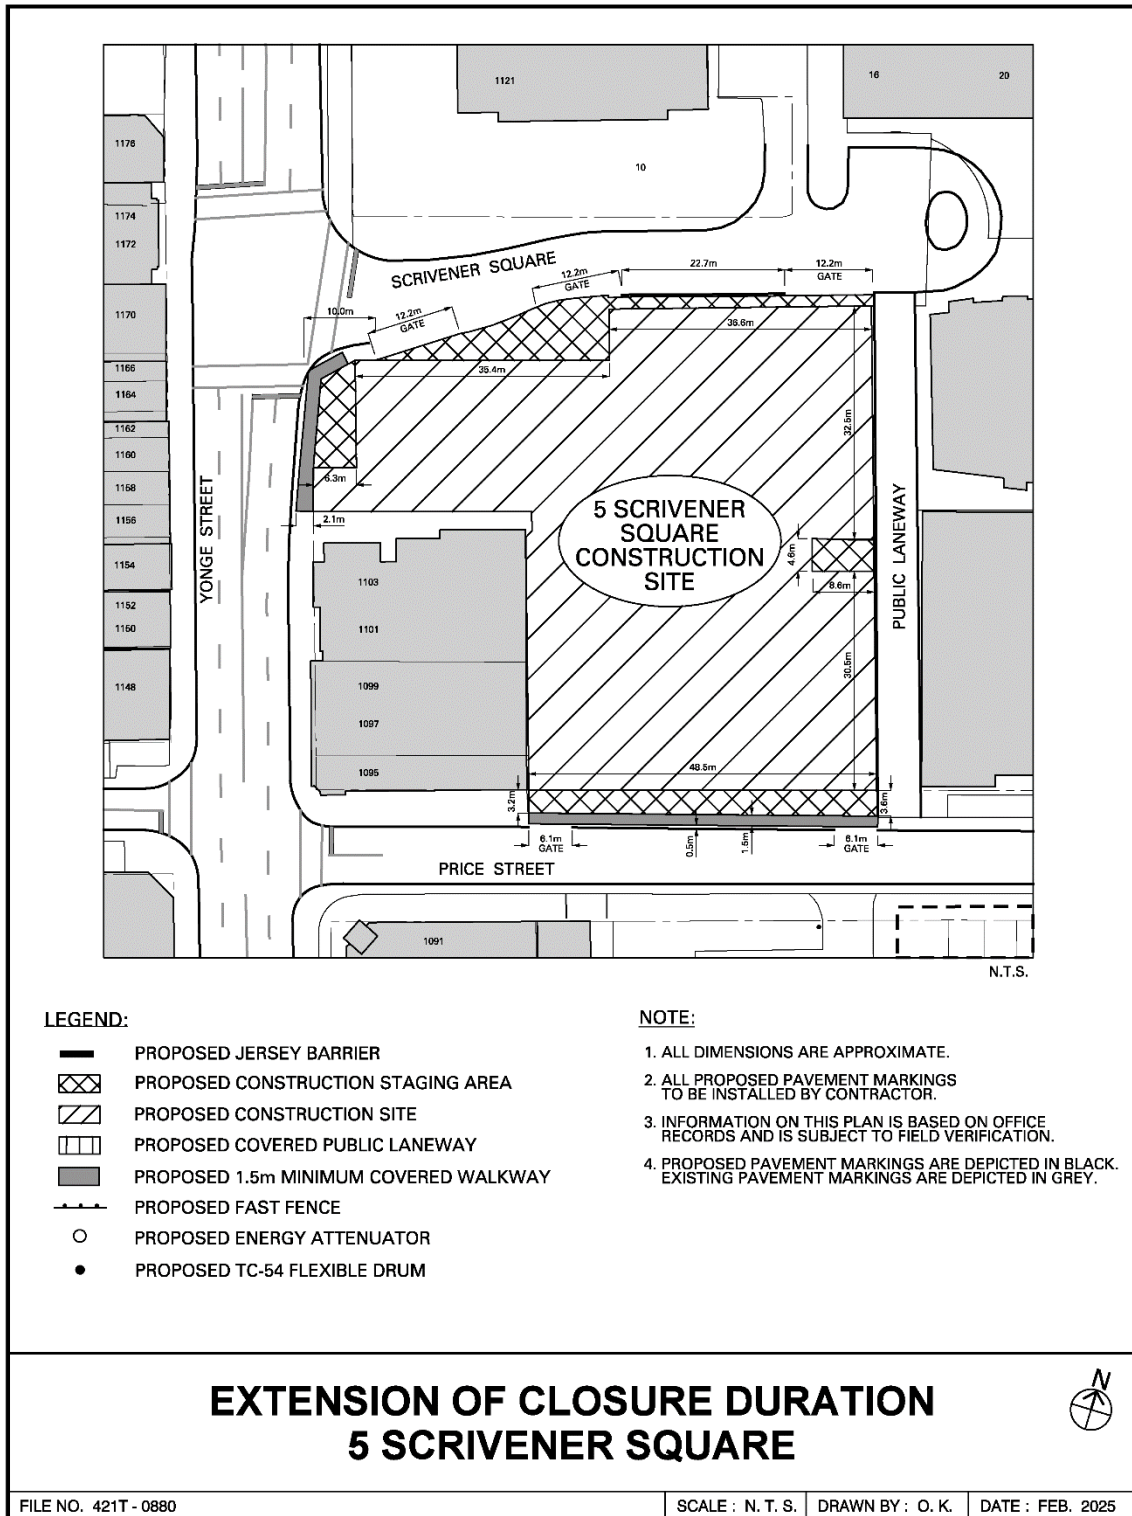 1121
16
20
1176
10
1174
1172
SCRIVENER SQUARE
12.2m
GATE
22.7m
12.2m
GATE
10.0m
12.2m
GATE
1170
36.6m
1166
35.4m
1164
1162
32.5m
1160
6.3m
1158
5 SCRIVENER
SQUARE
CONSTRUCTION
SITE
2.1m
1156
YONGE STREET
PUBLIC LANEWAY
1154
4.6m
1103
8.6m
1152
1101
1150
30.5m
1148
1099
1097
1095
48.5m
3.2m
3.6m
6.1m
GATE
0.5m
1.5m
6.1m
GATE
PRICE STREET
1091
N.T.S.
LEGEND:
PROPOSED JERSEY BARRIER
PROPOSED CONSTRUCTION STAGING AREA
PROPOSED CONSTRUCTION SITE
PROPOSED COVERED PUBLIC LANEWAY
PROPOSED 1.5m MINIMUM COVERED WALKWAY
PROPOSED FAST FENCE
PROPOSED ENERGY ATTENUATOR
PROPOSED TC-54 FLEXIBLE DRUM
NOTE:
1. ALL DIMENSIONS ARE APPROXIMATE.
2. ALL PROPOSED PAVEMENT MARKINGS
TO BE INSTALLED BY CONTRACTOR.
3. INFORMATION ON THIS PLAN IS BASED ON OFFICE
RECORDS AND IS SUBJECT TO FIELD VERIFICATION.
4. PROPOSED PAVEMENT MARKINGS ARE DEPICTED IN BLACK.
EXISTING PAVEMENT MARKINGS ARE DEPICTED IN GREY.
EXTENSION OF CLOSURE DURATION
5 SCRIVENER SQUARE
N
FILE NO. 421T - 0880
SCALE : N. T. S.
DRAWN BY : O. K.
DATE : FEB. 2025